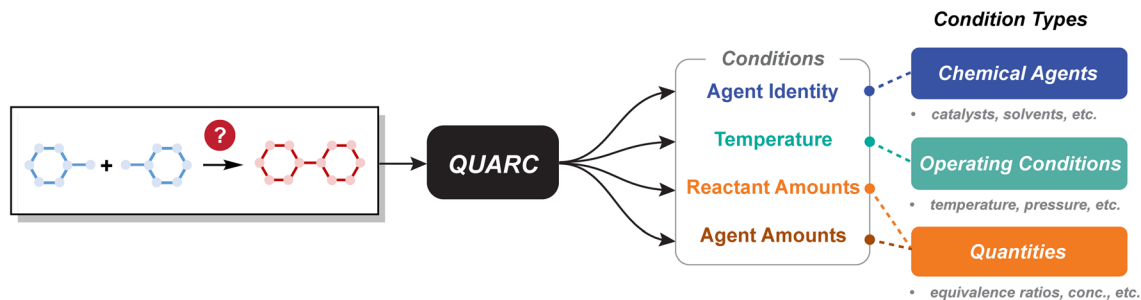 Condition Types
Conditions
Agent Identity
Temperature
Reactant Amounts
Agent Amounts
?
+
QUARC
Chemical Agents
• catalysts, solvents, etc.
Operating Conditions
• temperature, pressure, etc.
Quantities
• equivalence ratios, conc., etc.